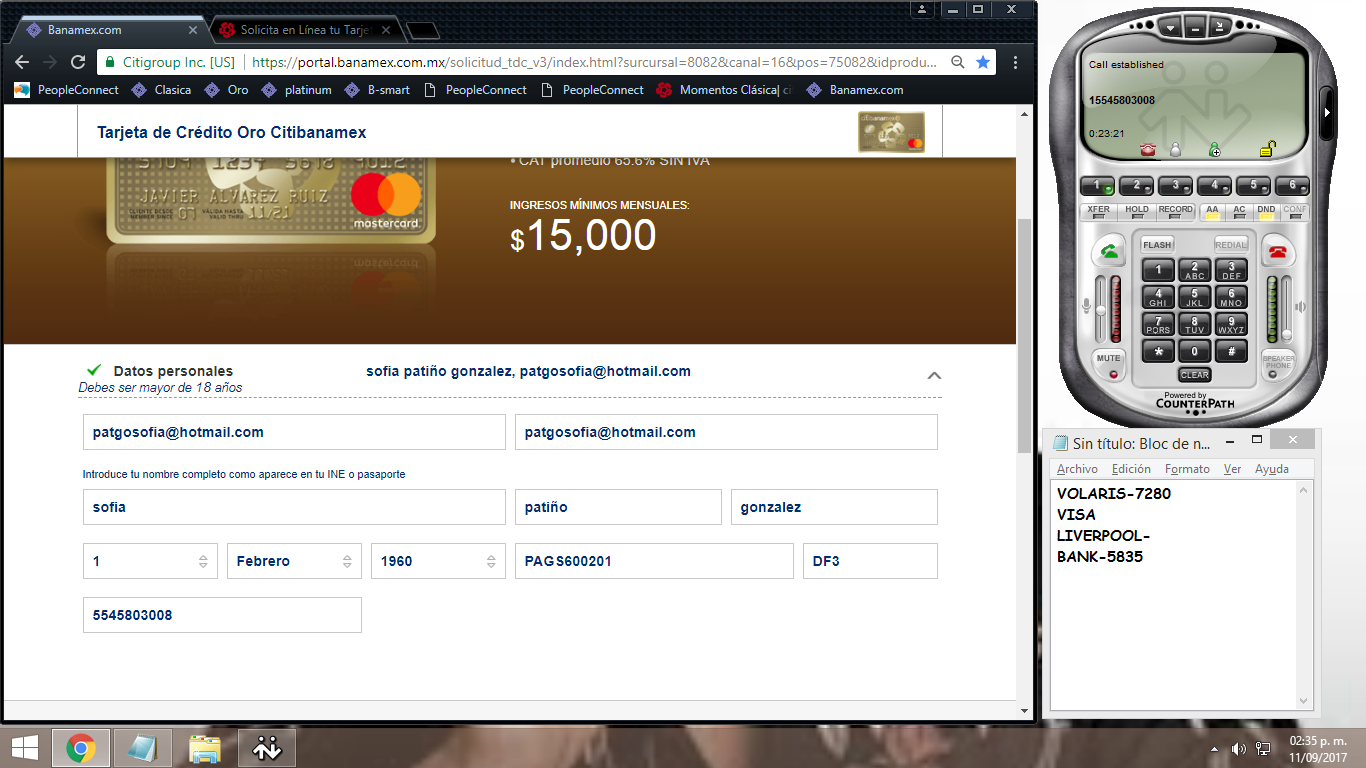 Banamex.com
Solicita en Línea tu Tarje
Citigroup Inc. [US]
https://portal.banamex.com.mx/solicitud_tdc_v3/index.html?sursursal=8082&canal=16&pos=75082&idprodu...
PeopleConnect
Clasica
Oro
platinum
B-smart
PeopleConnect
PeopleConnect
Momentos Clásica| ci
Banamex.com
Tarjeta de Crédito Oro Citibanamex
• CAT promedio 65.6% SIN IVA
JAVIER ALVAREZ RUIZ
07 11/21
mastercard
INGRESOS MÍNIMOS MENSUALES:
$15,000
Datos personales
sofia patiño gonzalez, patgosofia@hotmail.com
Debes ser mayor de 18 años
patgosofia@hotmail.com
patgosofia@hotmail.com
Introduce tu nombre completo como aparece en tu INE o pasaporte
sofia
patiño
gonzalez
1
Febrero
1960
PAGS600201
DF3
5545803008
Call established
15545803008
0:23:21
1 2 3 4 5 6
XFER HOLD RECORD AA AC DND CONF
FLASH
REDIAL
1 2 ABC 3 DEF
4 GHI 5 JKL 6 MNO
7 PQRS 8 TUV 9 WXYZ
* 0 #
MUTE
SPEAKER PHONE
CLEAR
Powered by
COUNTERPATH
Sin título: Bloc de n...
Archivo Edición Formato Ver Ayuda
VOLARIS-7280
VISA
LIVERPOOL-
BANK-5835
02:35 p. m.
11/09/2017